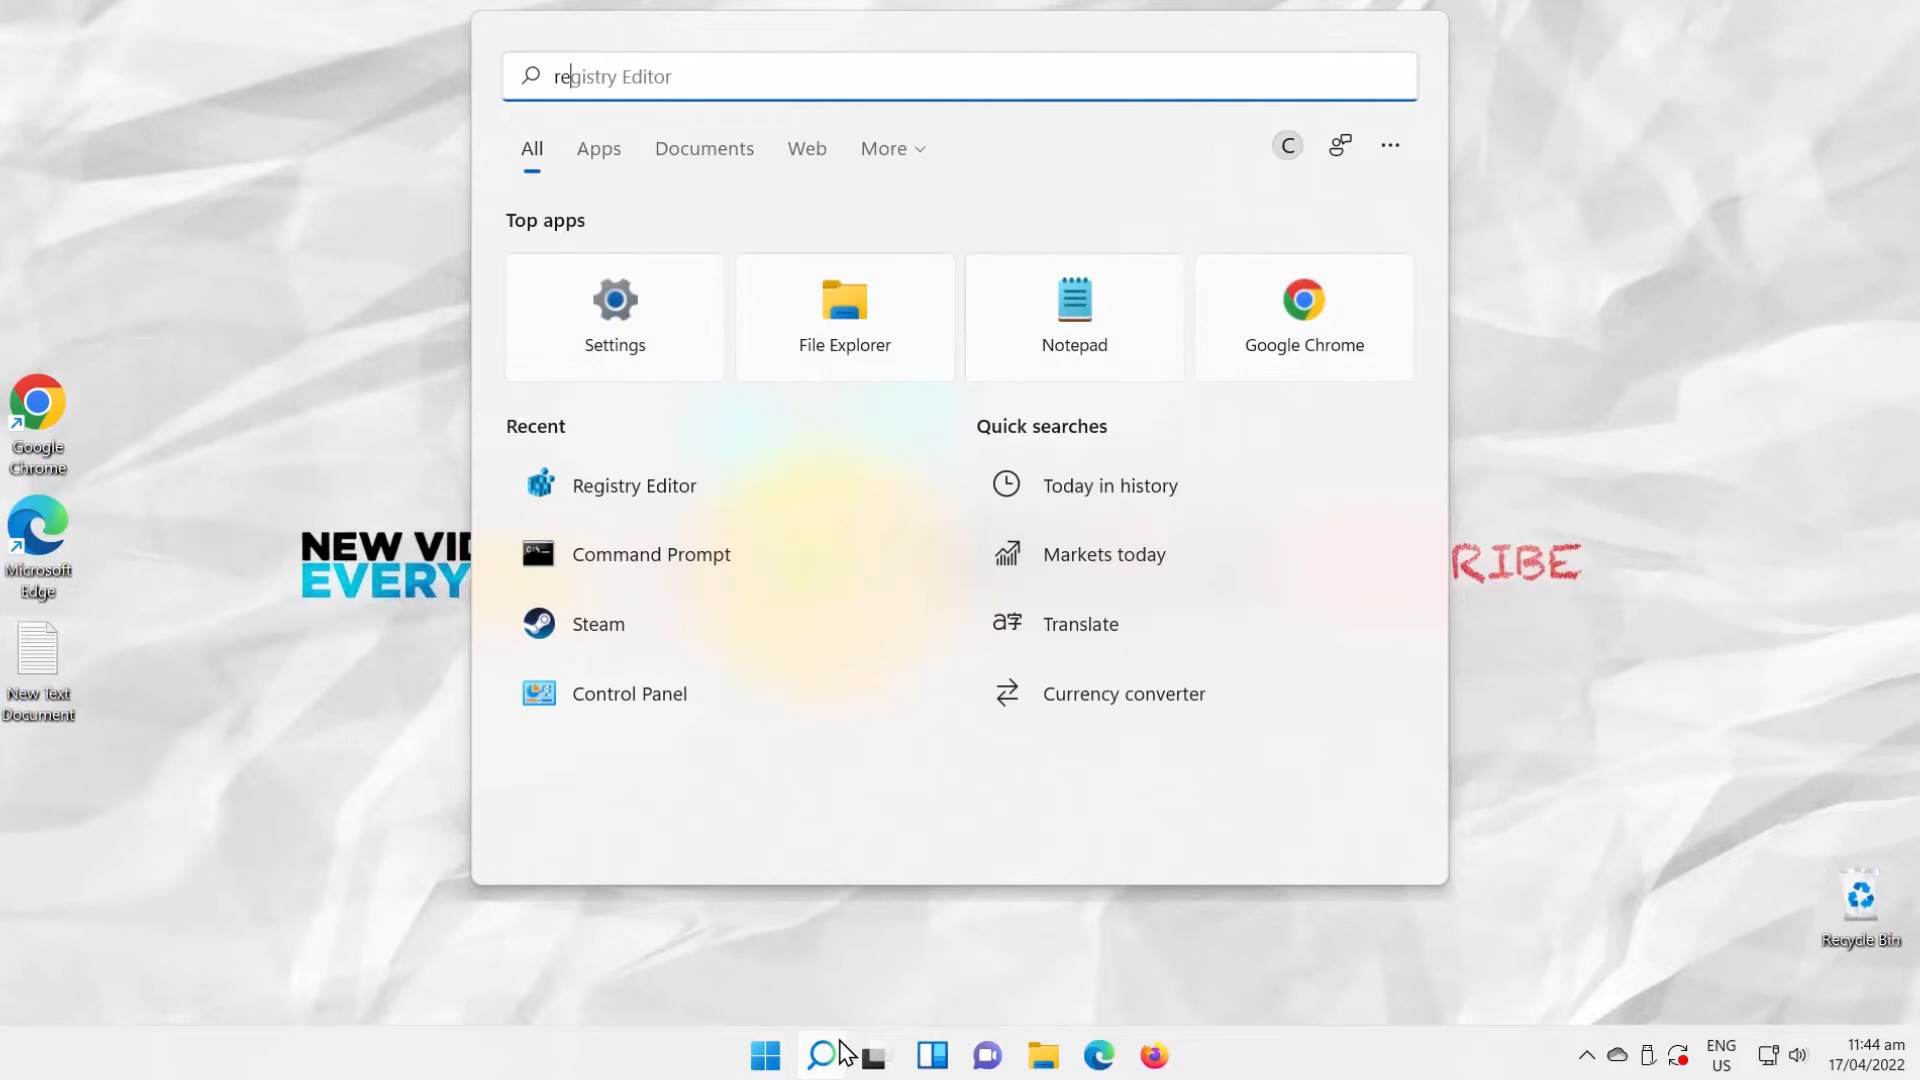 registry Editor
All
Apps
Documents
Web
More
C
Top apps
Settings
File Explorer
Notepad
Google Chrome
Recent
Registry Editor
Command Prompt
Steam
Control Panel
Quick searches
Today in history
Markets today
Translate
Currency converter
Google
Chrome
Microsoft
Edge
New Text
Document
NEW VID
EVERY
RIBE
Recycle Bin
ENG
US
11:44 am
17/04/2022